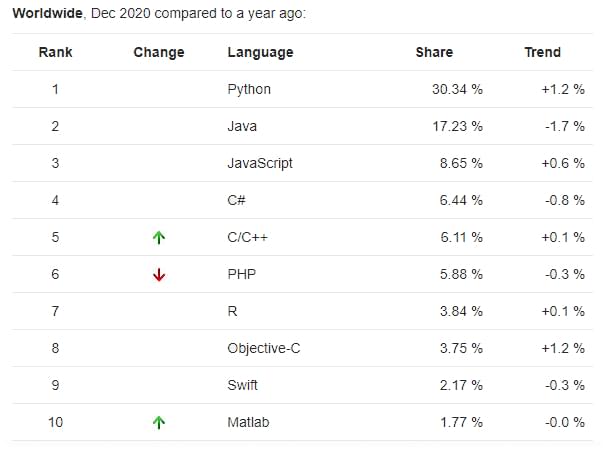 Worldwide, Dec 2020 compared to a year ago:
Rank Change Language Share Trend
1 Python 30.34 % +1.2 %
2 Java 17.23 % -1.7 %
3 JavaScript 8.65 % +0.6 %
4 C# 6.44 % -0.8 %
5 C/C++ 6.11 % +0.1 %
6 PHP 5.88 % -0.3 %
7 R 3.84 % +0.1 %
8 Objective-C 3.75 % +1.2 %
9 Swift 2.17 % -0.3 %
10 Matlab 1.77 % -0.0 %